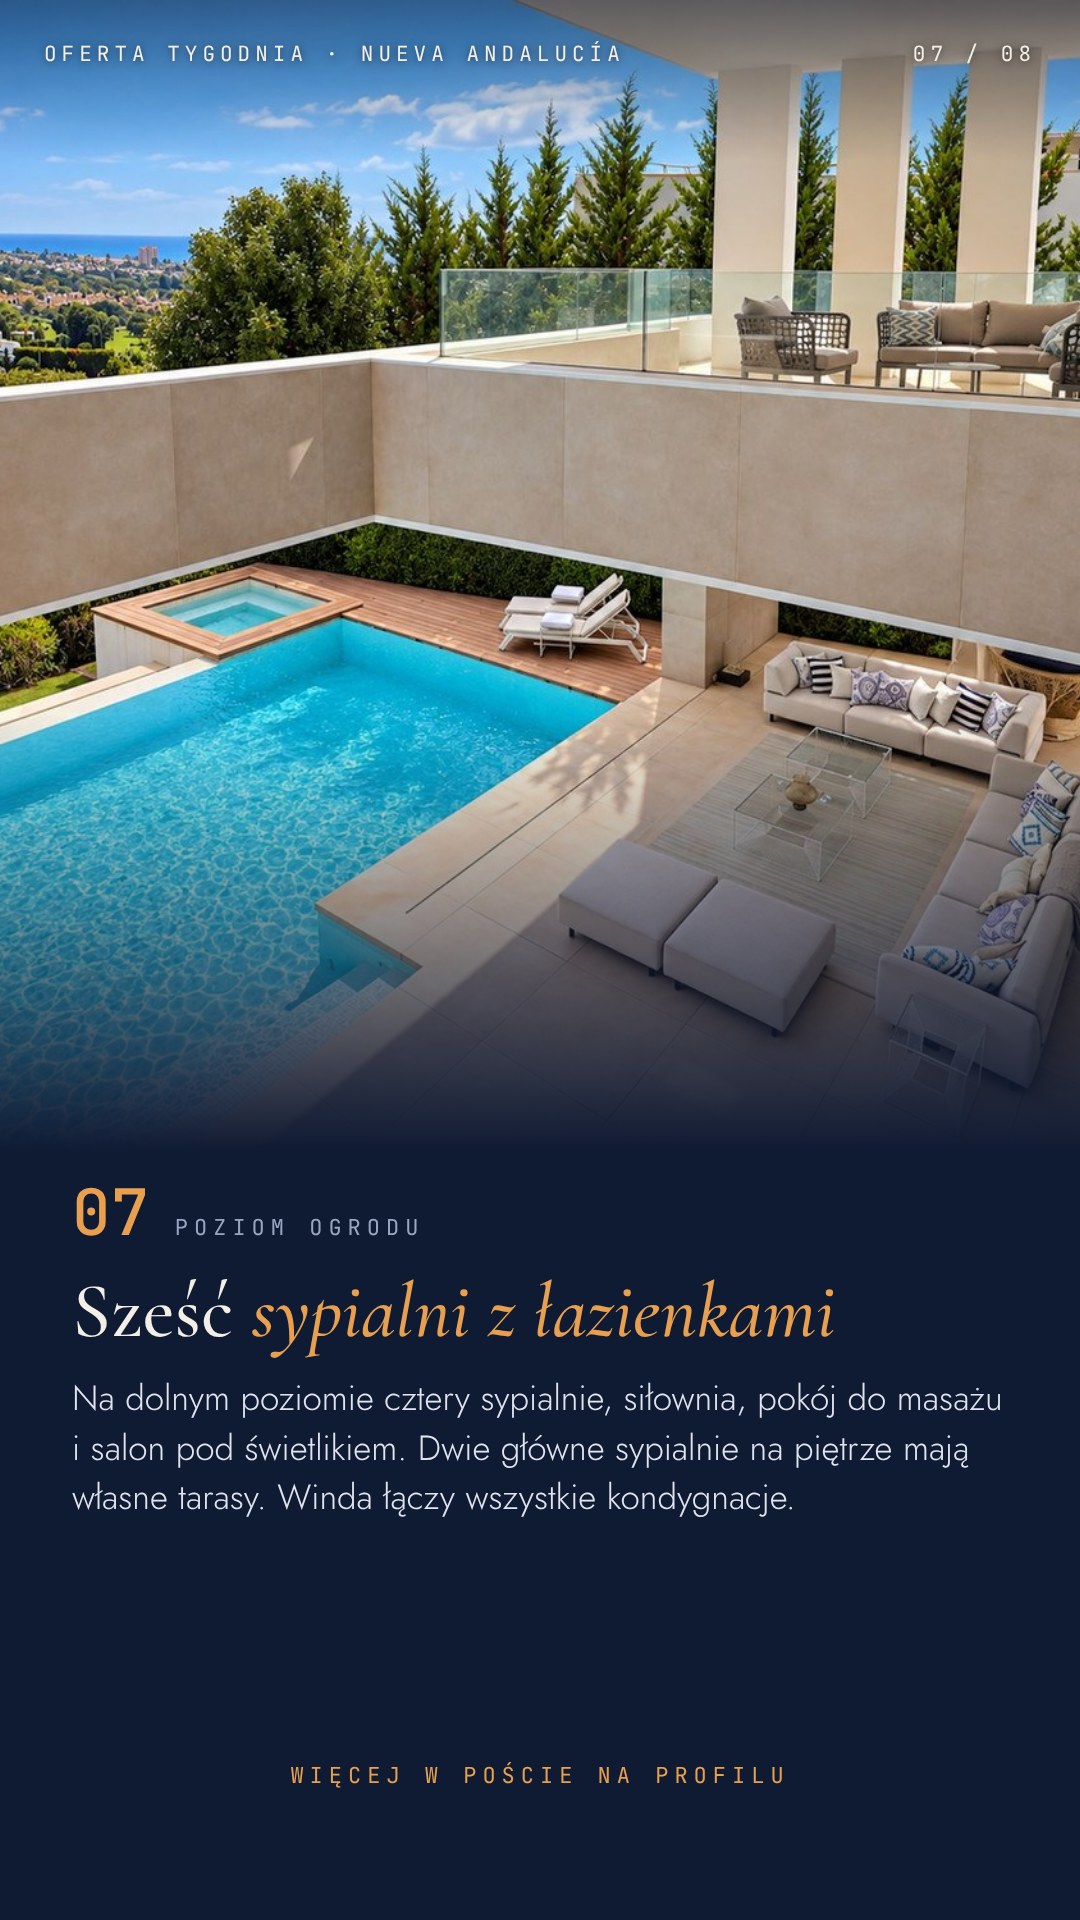 OFERTA TYGODNIA · NUEVA ANDALUCÍA
07 / 08
07 POZIOM OGRODU
Sześć sypialni z łazienkami
Na dolnym poziomie cztery sypialnie, siłownia, pokój do masażu
i salon pod świetlikiem. Dwie główne sypialnie na piętrze mają
własne tarasy. Winda łączy wszystkie kondygnacje.
WIĘCEJ W POŚCIE NA PROFILU